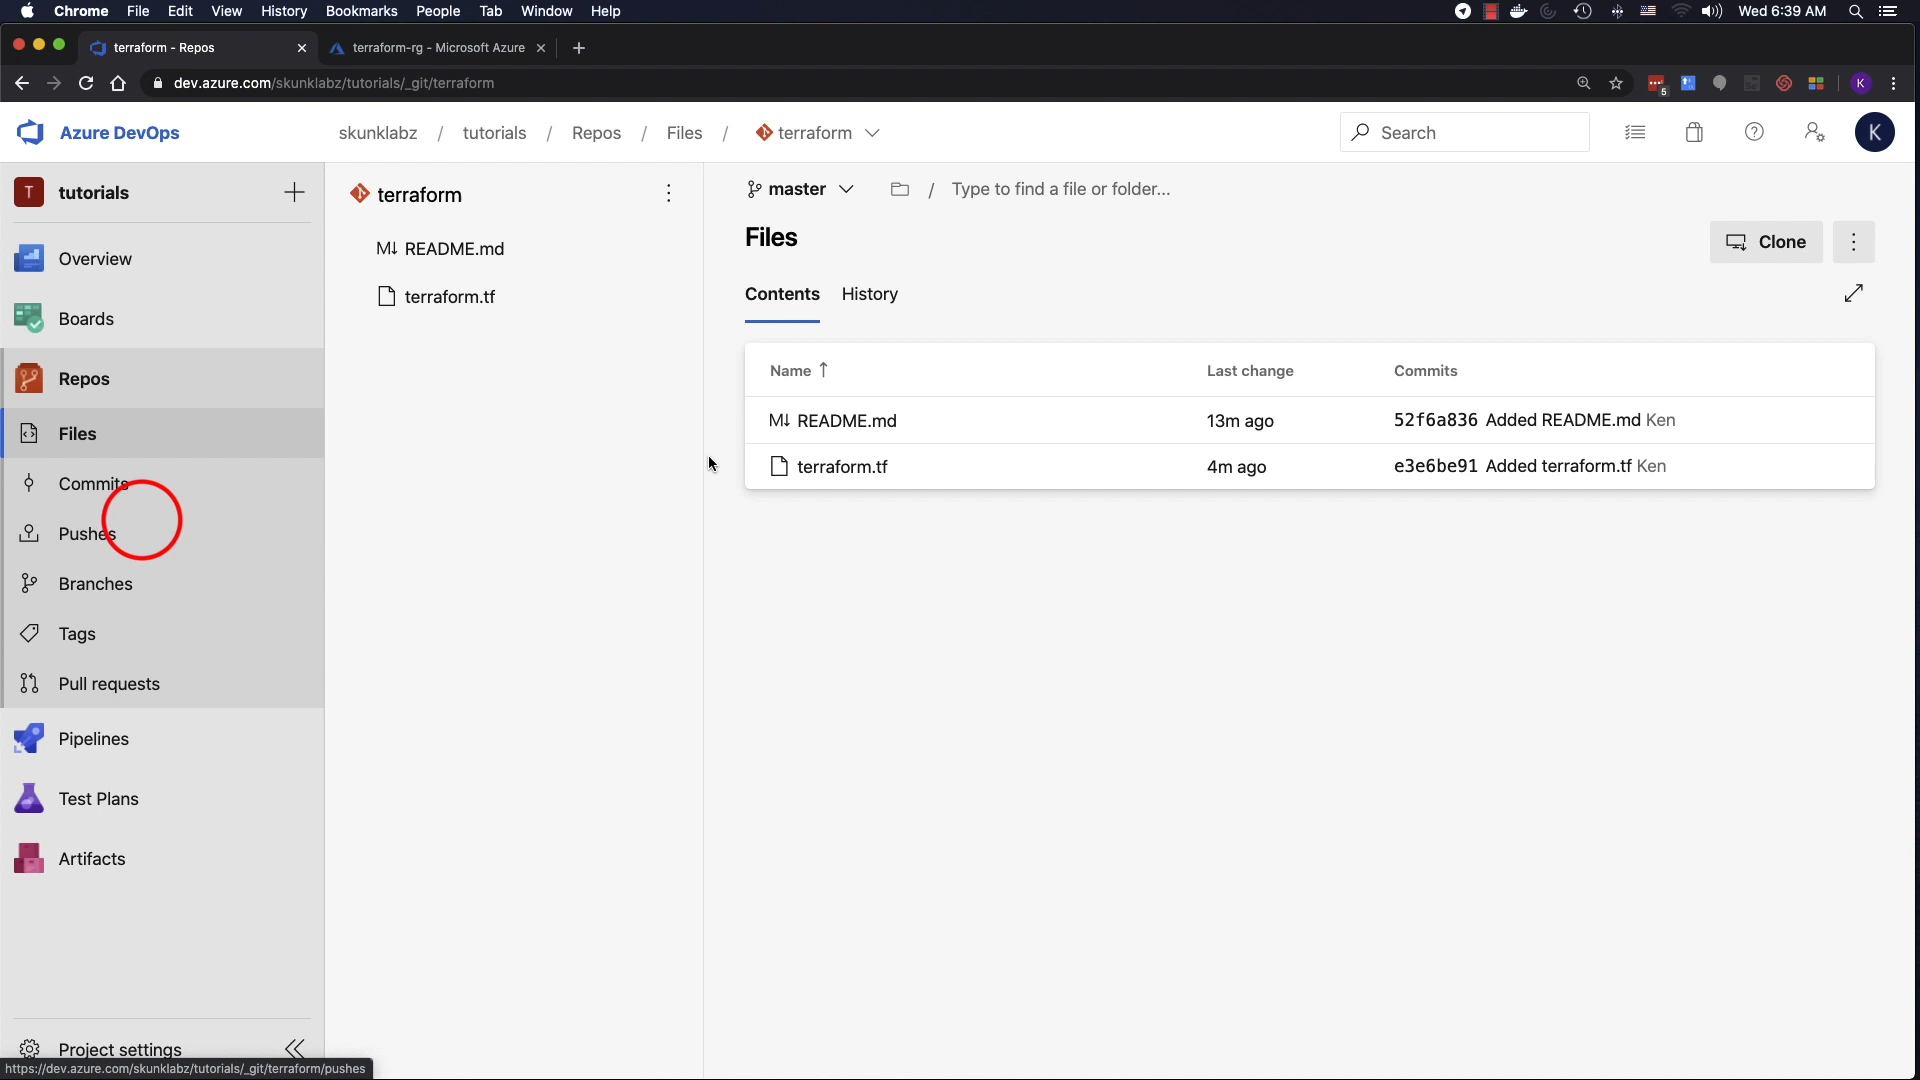 Chrome File Edit View History Bookmarks People Tab Window Help Wed 6:39 AM
terraform - Repos terraform-rg - Microsoft Azure
dev.azure.com/skunklabz/tutorials/_git/terraform 5 K
Azure DevOps skunklabz / tutorials / Repos / Files / terraform Search K
T tutorials
Overview
Boards
Repos
Files
Commits
Pushes
Branches
Tags
Pull requests
Pipelines
Test Plans
Artifacts
Project settings
https://dev.azure.com/skunklabz/tutorials/_git/terraform/pushes
terraform
M↓ README.md
terraform.tf
master / Type to find a file or folder...
Files
Clone
Contents History
Name ↑ Last change Commits
M↓ README.md 13m ago 52f6a836 Added README.md Ken
terraform.tf 4m ago e3e6be91 Added terraform.tf Ken